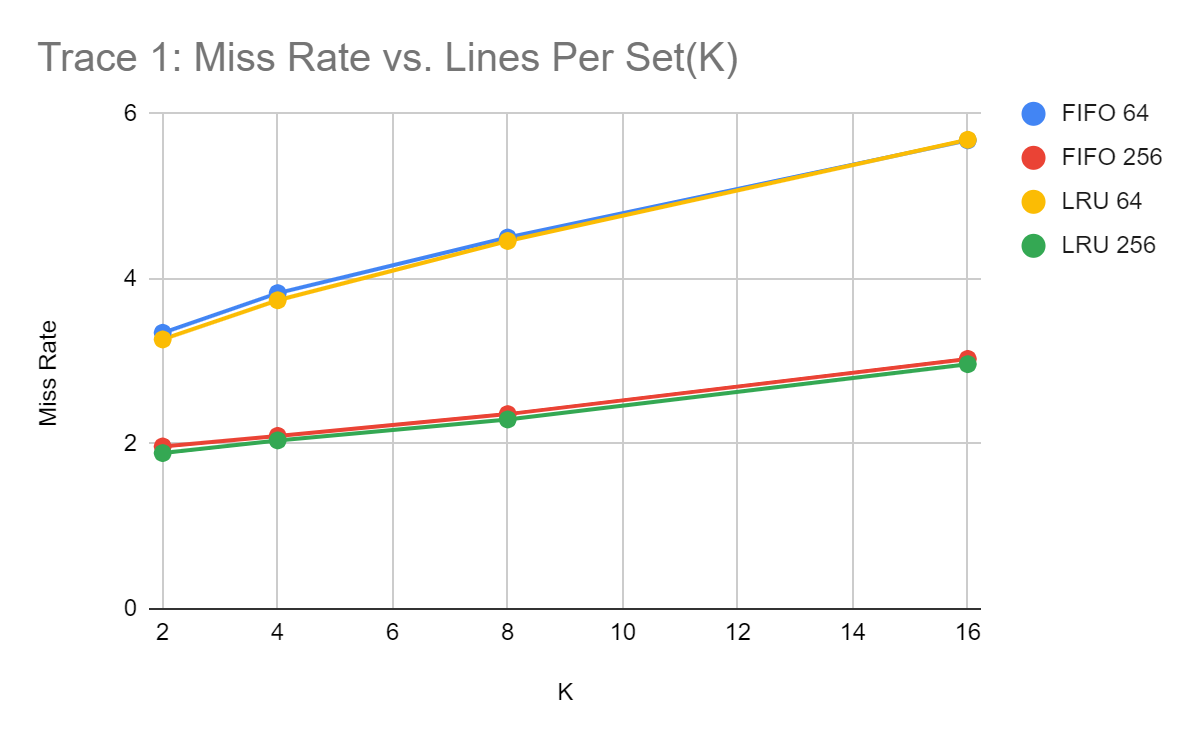 Trace 1: Miss Rate vs. Lines Per Set(K)
FIFO 64
FIFO 256
LRU 64
LRU 256
Miss Rate
6
4
2
0
2 4 6 8 10 12 14 16
K